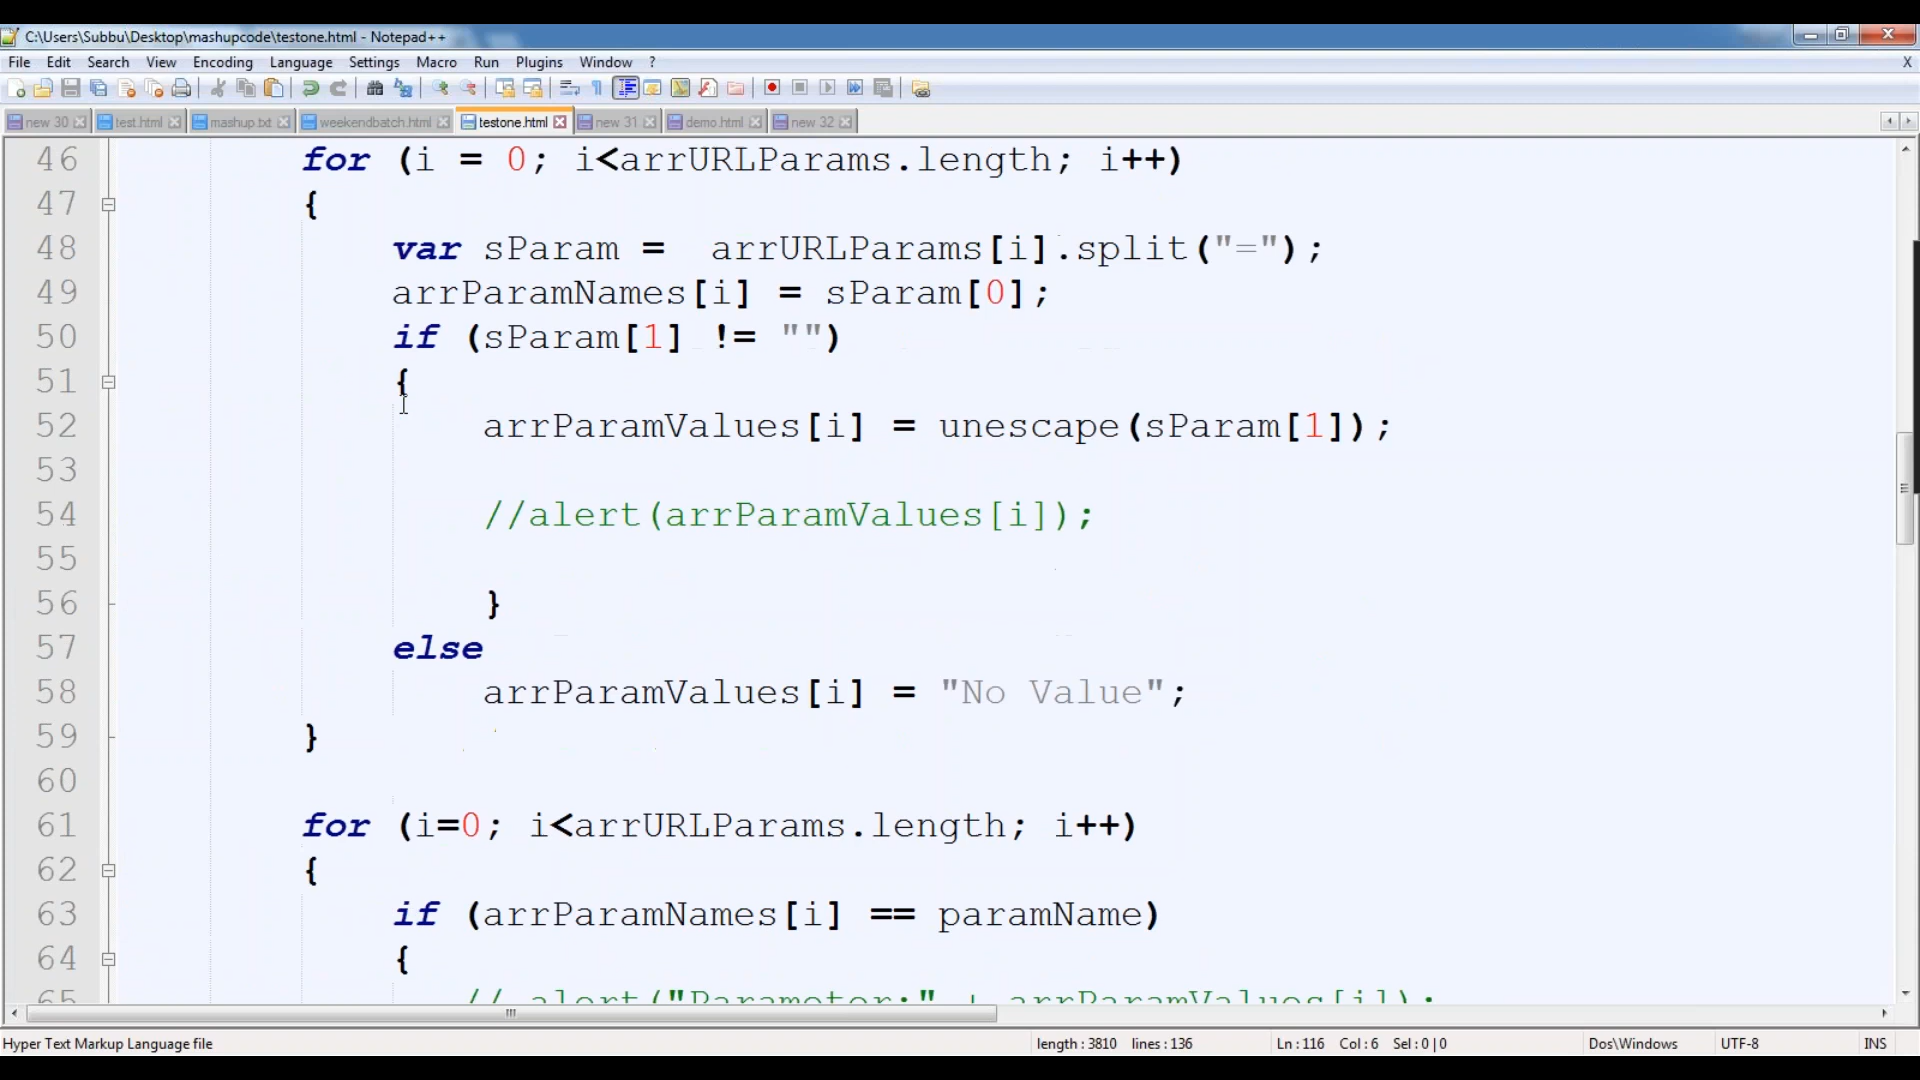 C:\Users\Subbu\Desktop\mashupcode\testone.html - Notepad++
File Edit Search View Encoding Language Settings Macro Run Plugins Window ? X
new 30 test.html mashup.txt weekendbatch.html testone.html new 31 demo.html new 32
46 for (i = 0; i<arrURLParams.length; i++)
47 {
48 var sParam =  arrURLParams[i].split("=");
49 arrParamNames[i] = sParam[0];
50 if (sParam[1] != "")
51 {
52 arrParamValues[i] = unescape(sParam[1]);
53
54 //alert(arrParamValues[i]);
55
56 }
57 else
58 arrParamValues[i] = "No Value";
59 }
60
61 for (i=0; i<arrURLParams.length; i++)
62 {
63 if (arrParamNames[i] == paramName)
64 {
65 // alert("Parameter:" + arrParamValues[i]);
Hyper Text Markup Language file length : 3810 lines : 136 Ln : 116 Col : 6 Sel : 0 | 0 Dos\Windows UTF-8 INS